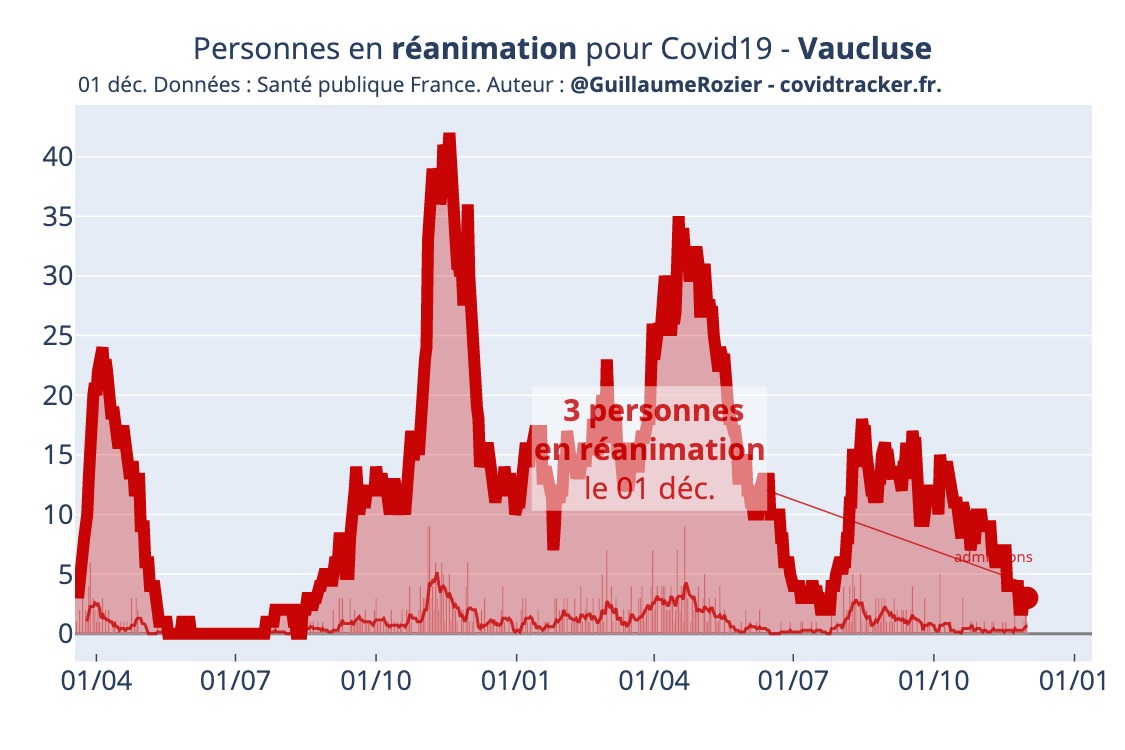 Personnes en réanimation pour Covid19 - Vaucluse
01 déc. Données : Santé publique France. Auteur : @GuillaumeRozier - covidtracker.fr.
40
35
30
25
20
15
10
5
0
3 personnes
en réanimation
le 01 déc.
admissions
01/04
01/07
01/10
01/01
01/04
01/07
01/10
01/01